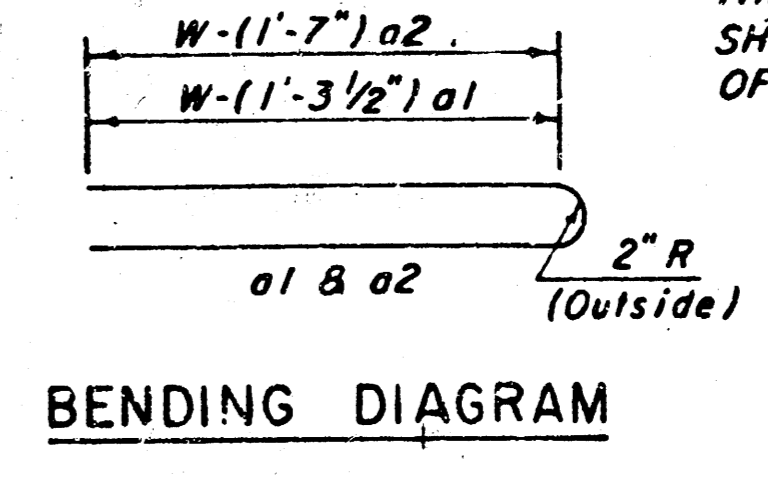 W-(1'-7") a2
W-(1'-3 1/2") a1
SH
OF
a1 & a2
2" R
(Outside)
BENDING DIAGRAM